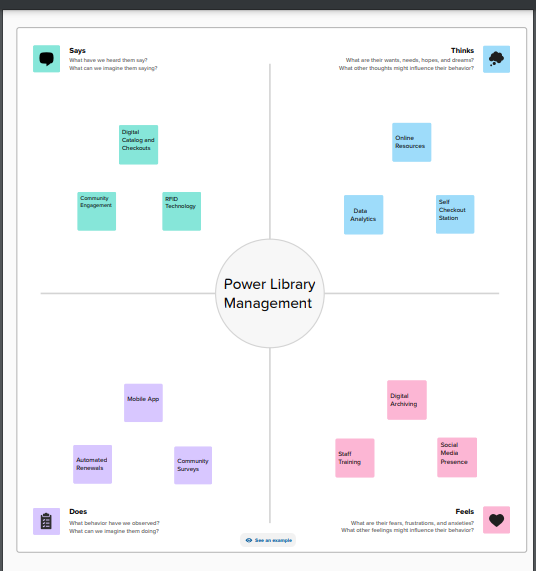 Says
What have we heard them say?
What can we imagine them saying?
Thinks
What are their wants, needs, hopes, and dreams?
What other thoughts might influence their behavior?
Digital
Catalog and
Checkouts
Community
Engagement
RFID
Technology
Online
Resources
Data
Analytics
Self
Checkout
Station
Power Library
Management
Mobile App
Automated
Renewals
Community
Surveys
Digital
Archiving
Staff
Training
Social
Media
Presence
Does
What behavior have we observed?
What can we imagine them doing?
Feels
What are their fears, frustrations, and anxieties?
What other feelings might influence their behavior?
See an example